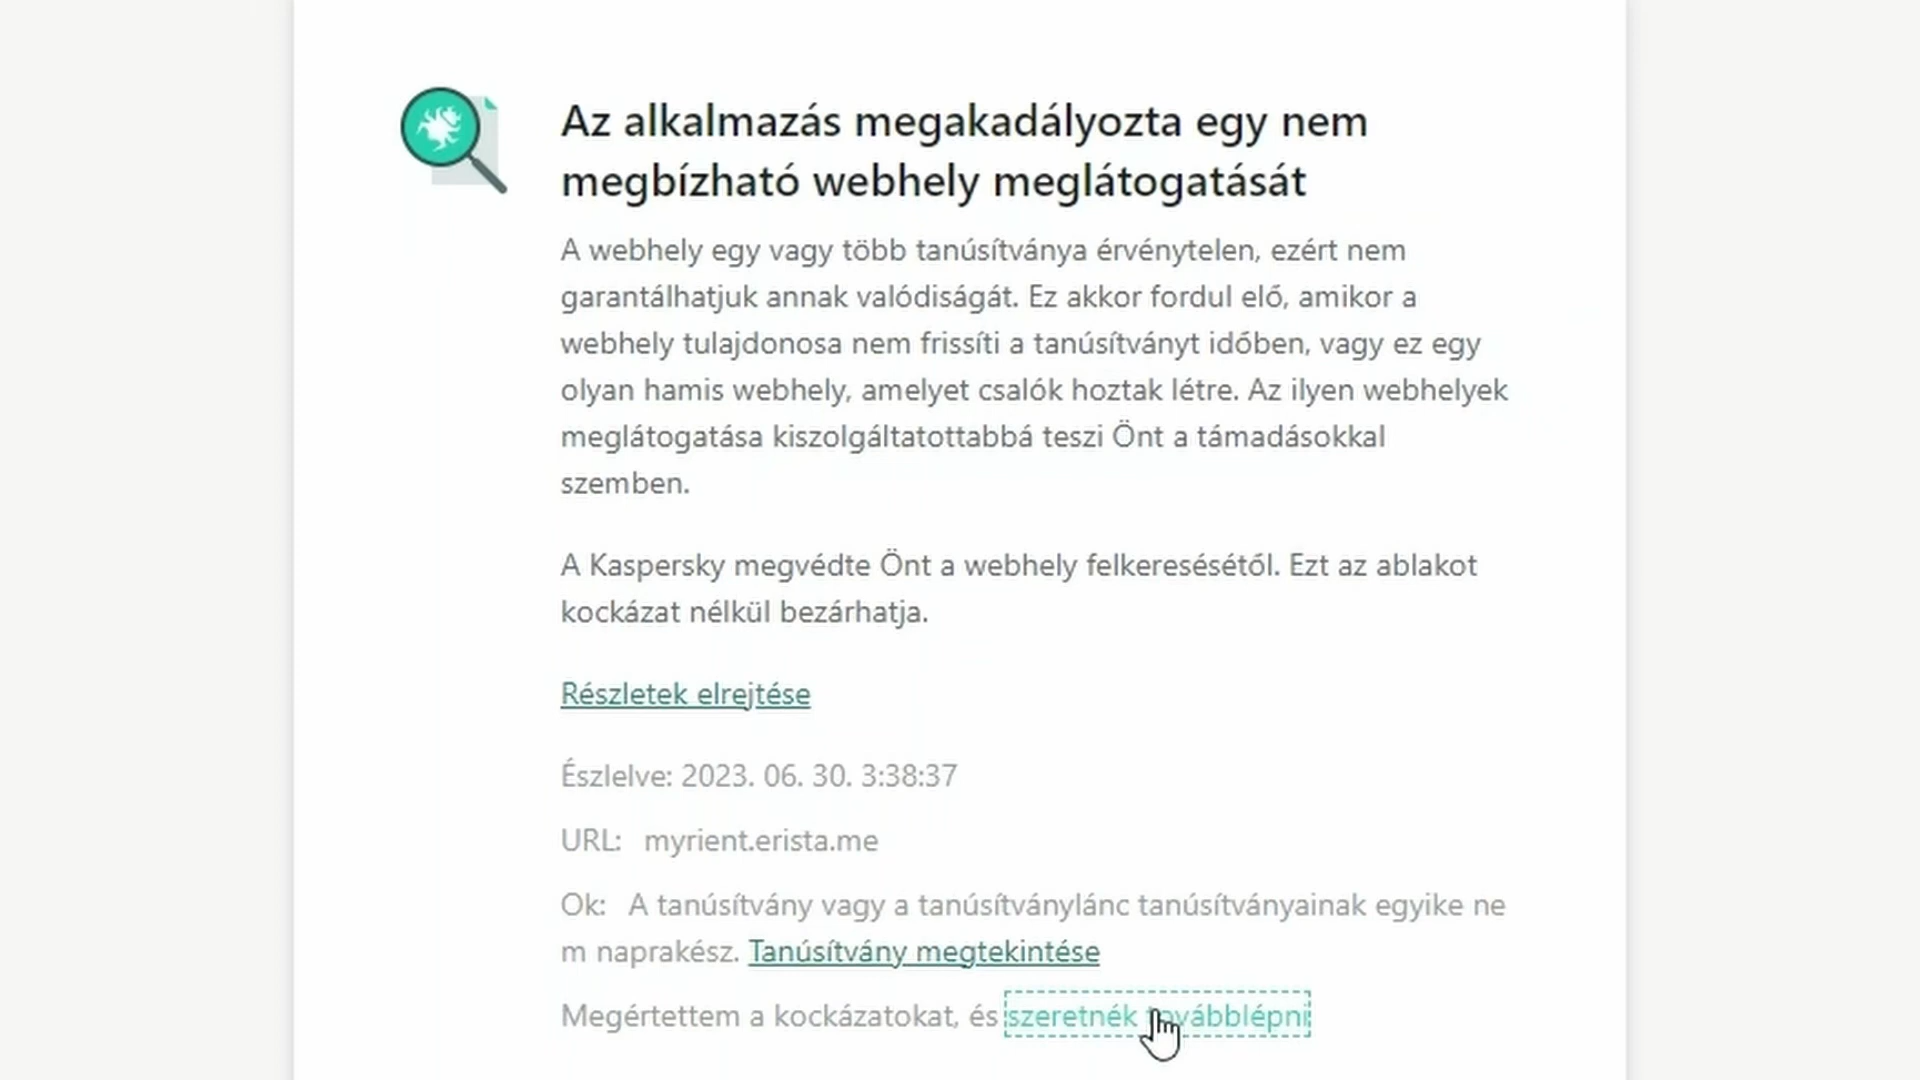 Az alkalmazás megakadályozta egy nem
megbízható webhely meglátogatását
A webhely egy vagy több tanúsítványa érvénytelen, ezért nem
garantálhatjuk annak valódiságát. Ez akkor fordul elő, amikor a
webhely tulajdonosa nem frissíti a tanúsítványt időben, vagy ez egy
olyan hamis webhely, amelyet csalók hoztak létre. Az ilyen webhelyek
meglátogatása kiszolgáltatottabbá teszi Önt a támadásokkal
szemben.
A Kaspersky megvédte Önt a webhely felkeresésétől. Ezt az ablakot
kockázat nélkül bezárhatja.
Részletek elrejtése
Észlelve: 2023. 06. 30. 3:38:37
URL: myrient.erista.me
Ok: A tanúsítvány vagy a tanúsítványlánc tanúsítványainak egyike ne
m naprakész. Tanúsítvány megtekintése
Megértettem a kockázatokat, és szeretnék továbblépni